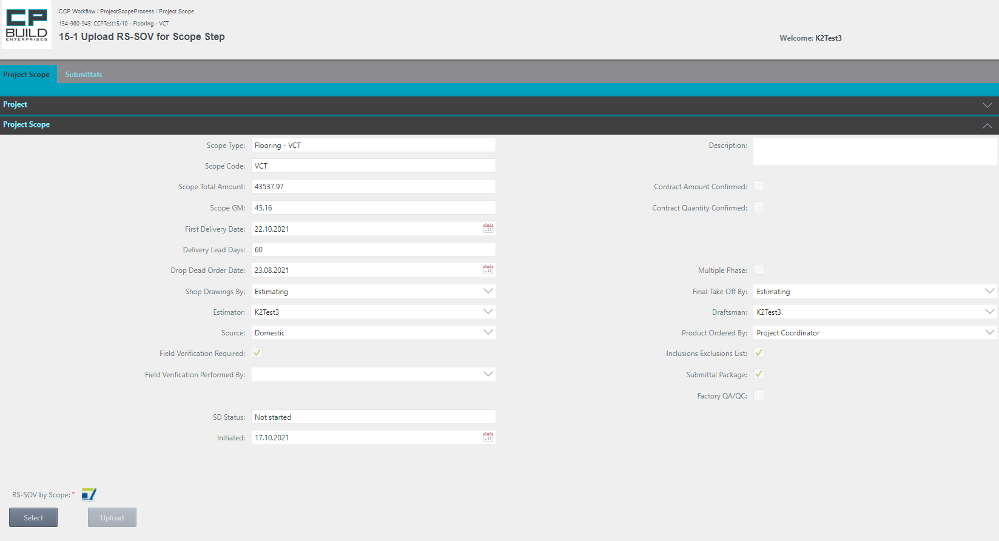 CP
BUILD
ENTERPRISES
CCP Workflow / ProjectScopeProcess / Project Scope
154-960-945: CCPTest15/10 - Flooring - VCT
15-1 Upload RS-SOV for Scope Step
Welcome: K2Test3
Project Scope
Submittals
Project
Project Scope
Scope Type: Flooring - VCT
Description:
Scope Code: VCT
Scope Total Amount: 43537.97
Contract Amount Confirmed:
Scope GM: 45.16
Contract Quantity Confirmed:
First Delivery Date: 22.10.2021
Delivery Lead Days: 60
Drop Dead Order Date: 23.08.2021
Multiple Phase:
Shop Drawings By: Estimating
Final Take Off By: Estimating
Estimator: K2Test3
Draftsman: K2Test3
Source: Domestic
Product Ordered By: Project Coordinator
Field Verification Required:
Inclusions Exclusions List:
Field Verification Performed By:
Submittal Package:
Factory QA/QC:
SD Status: Not started
Initiated: 17.10.2021
RS-SOV by Scope: *
Select
Upload